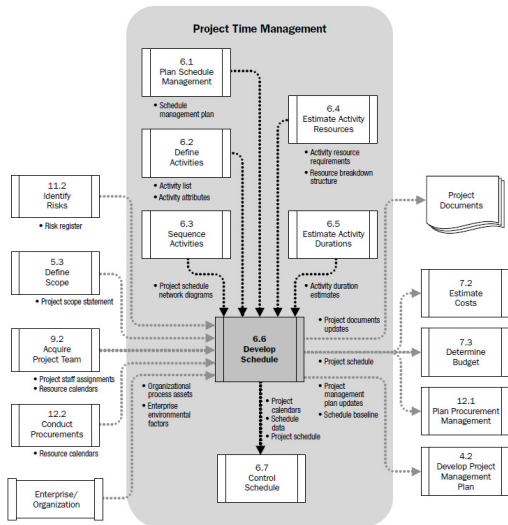 Project Time Management
6.1
Plan Schedule
Management
• Schedule
management plan
6.4
Estimate Activity
Resources
• Activity resource
requirements
• Resource breakdown
structure
6.2
Define
Activities
• Activity list
• Activity attributes
11.2
Identify
Risks
• Risk register
Project
Documents
6.3
Sequence
Activities
• Project schedule
network diagrams
6.5
Estimate Activity
Durations
• Activity duration
estimates
5.3
Define
Scope
• Project scope statement
7.2
Estimate
Costs
6.6
Develop
Schedule
• Project documents
updates
9.2
Acquire
Project Team
• Project staff assignments
• Resource calendars
• Project schedule
7.3
Determine
Budget
• Organizational
process assets
• Enterprise
environmental
factors
• Project
management
plan updates
• Schedule baseline
• Project
calendars
• Schedule
data
• Project schedule
12.2
Conduct
Procurements
• Resource calendars
12.1
Plan Procurement
Management
6.7
Control
Schedule
4.2
Develop Project
Management
Plan
Enterprise/
Organization